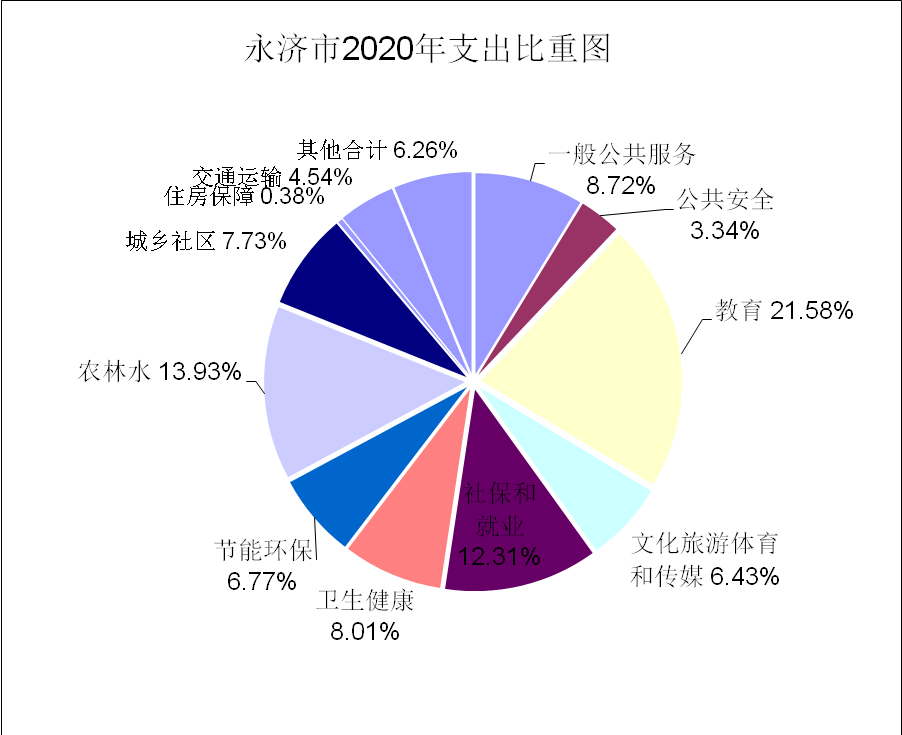 永济市2020年支出比重图
其他合计 6.26%
一般公共服务
8.72%
交通运输 4.54%
住房保障 0.38%
公共安全
3.34%
城乡社区 7.73%
教育 21.58%
农林水 13.93%
社保和
就业
12.31%
文化旅游体育
和传媒 6.43%
节能环保
6.77%
卫生健康
8.01%